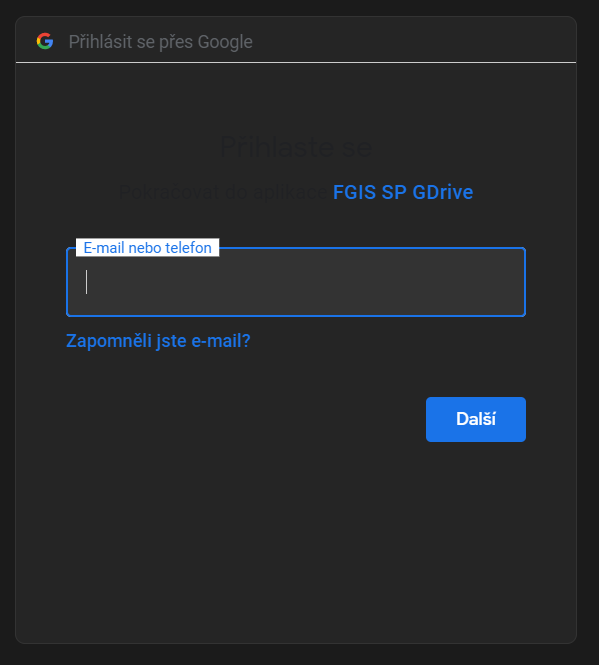 Přihlásit se přes Google
Přihlaste se
Pokračovat do aplikace FGIS SP GDrive
E-mail nebo telefon
Zapomněli jste e-mail?
Další